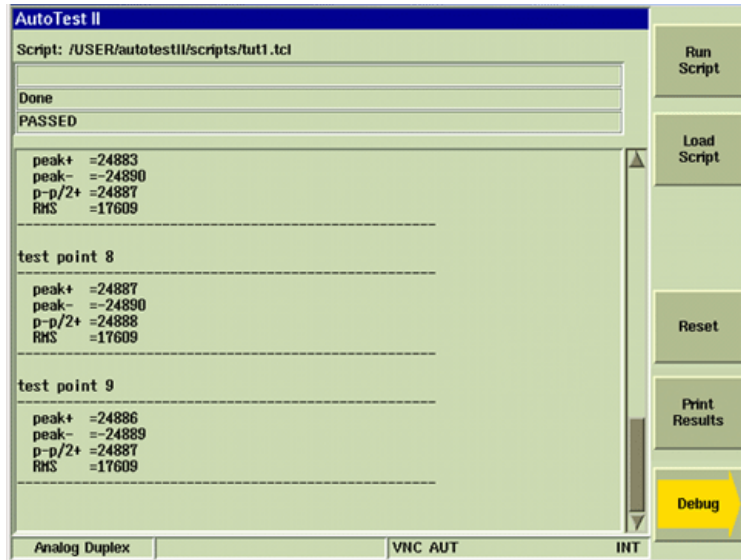 AutoTest II
Script: /USER/autotestII/scripts/tut1.tcl
Done
PASSED
peak+ =24883
peak- =-24890
p-p/2+ =24887
RMS =17609
test point 8
peak+ =24887
peak- =-24890
p-p/2+ =24888
RMS =17609
test point 9
peak+ =24886
peak- =-24889
p-p/2+ =24887
RMS =17609
Run
Script
Load
Script
Reset
Print
Results
Debug
Analog Duplex
VNC AUT
INT